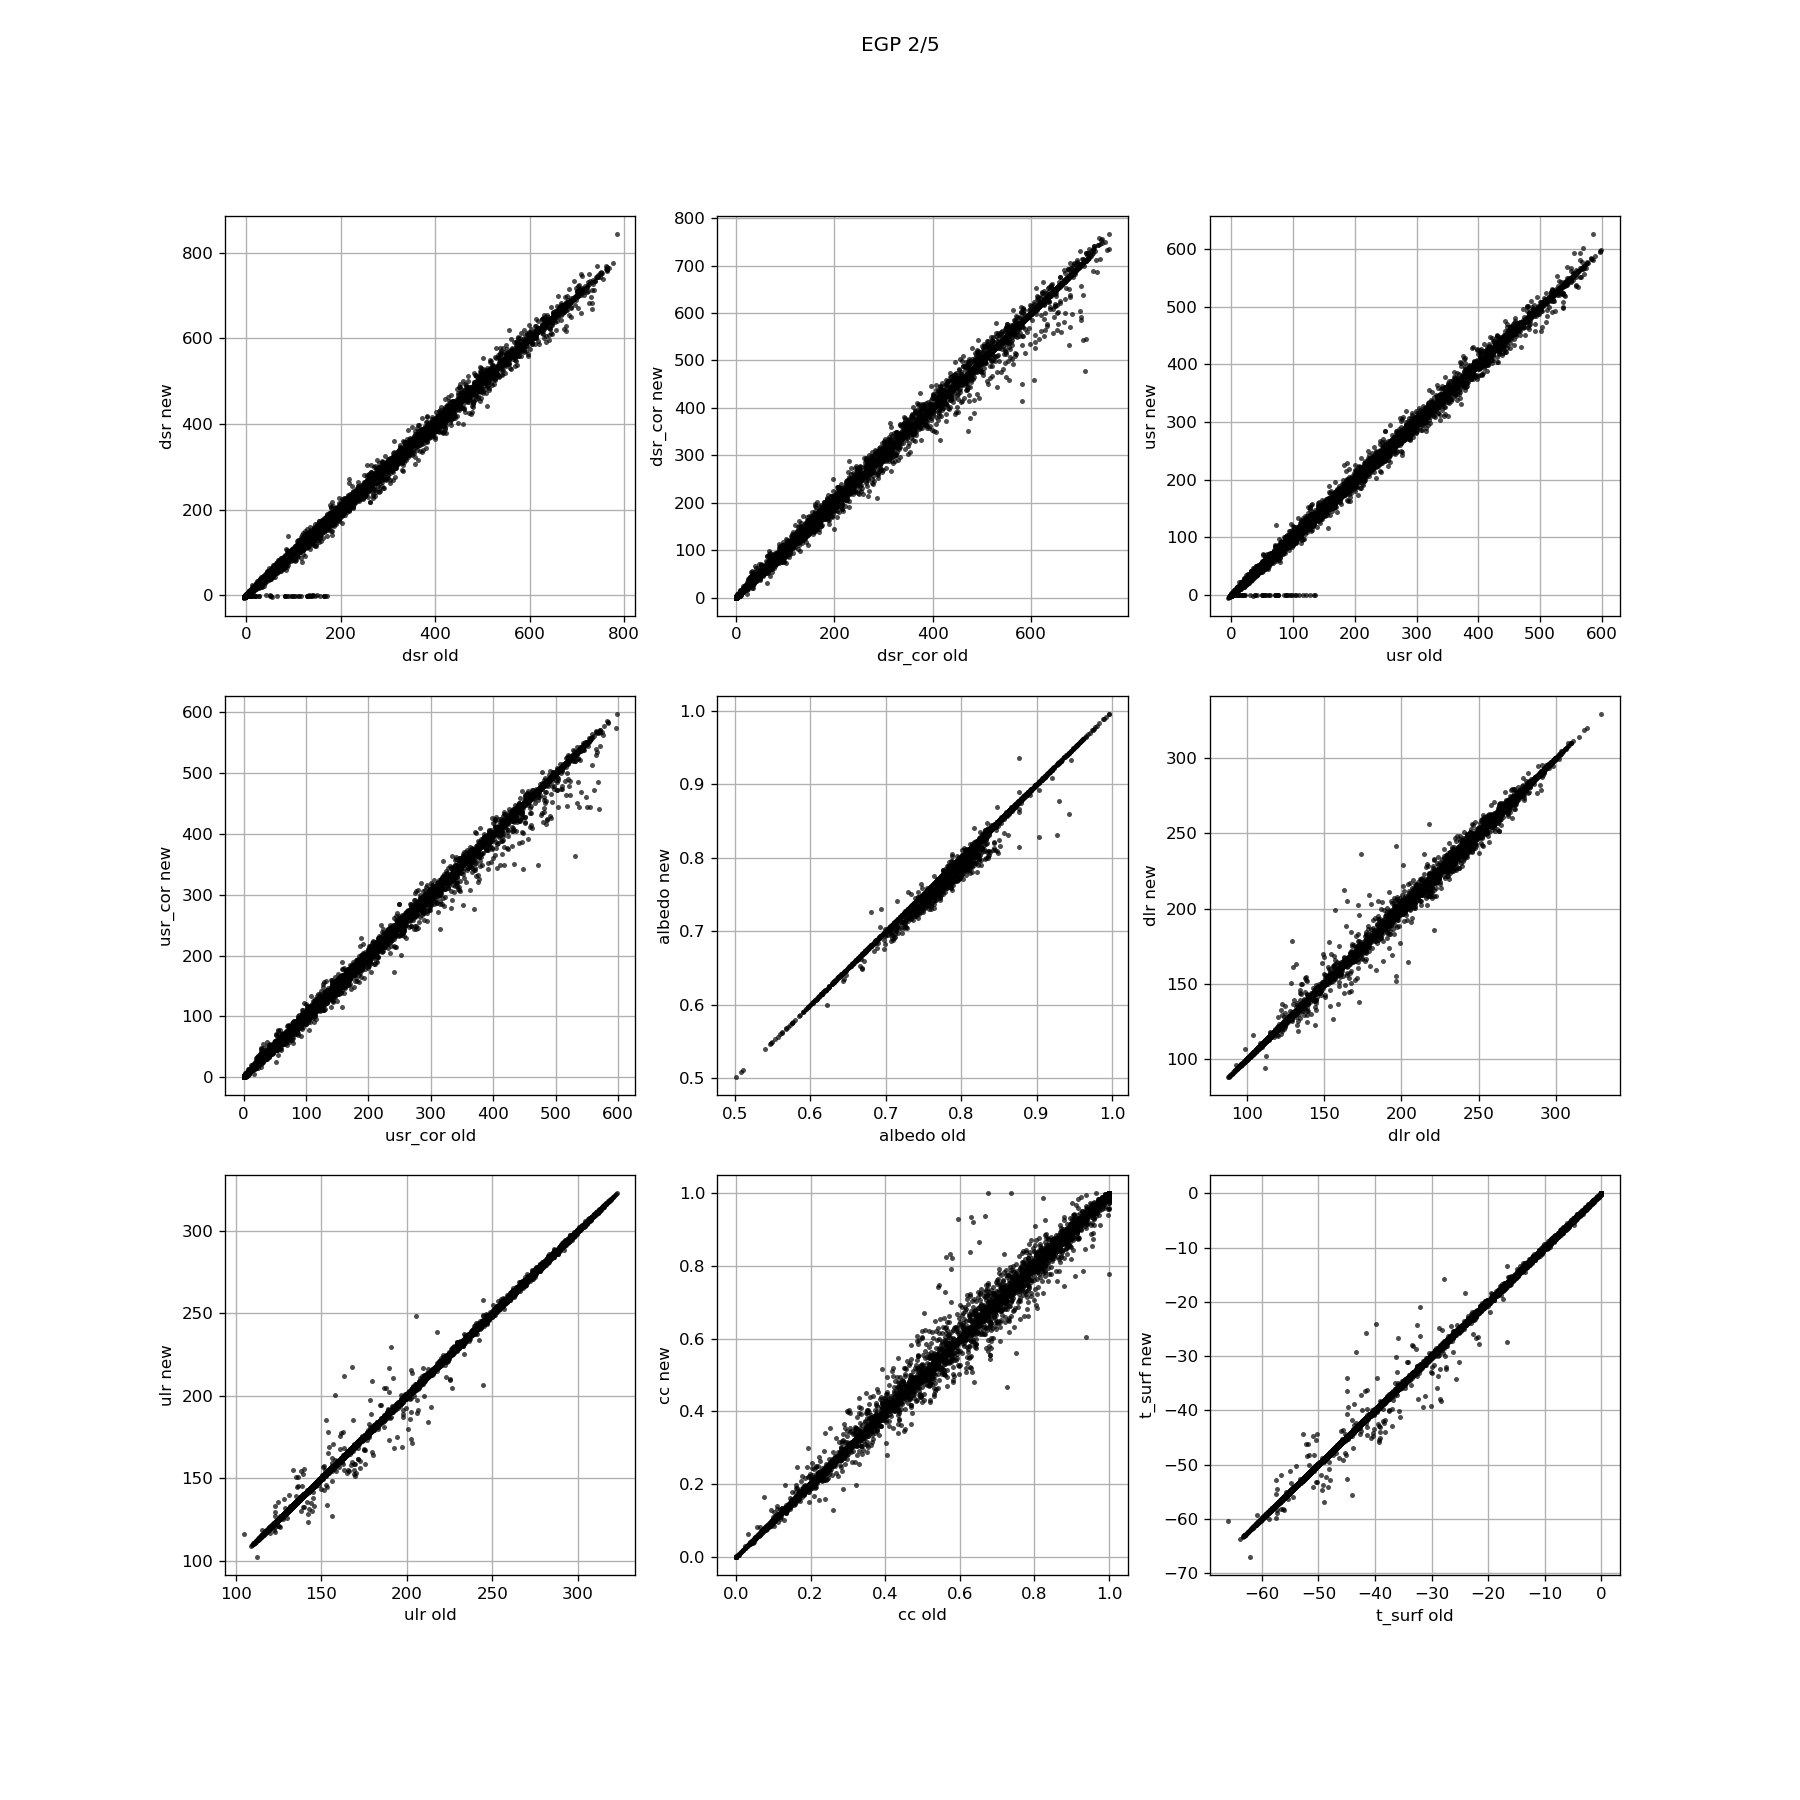 EGP 2/5
dsr new
800
600
400
200
0
0 200 400 600 800
dsr old
dsr_cor new
800
700
600
500
400
300
200
100
0
0 200 400 600
dsr_cor old
usr new
600
500
400
300
200
100
0
0 100 200 300 400 500 600
usr old
usr_cor new
600
500
400
300
200
100
0
0 100 200 300 400 500 600
usr_cor old
albedo new
1.0
0.9
0.8
0.7
0.6
0.5
0.5 0.6 0.7 0.8 0.9 1.0
albedo old
dlr new
300
250
200
150
100
100 150 200 250 300
dlr old
ulr new
300
250
200
150
100
100 150 200 250 300
ulr old
cc new
1.0
0.8
0.6
0.4
0.2
0.0
0.0 0.2 0.4 0.6 0.8 1.0
cc old
t_surf new
0
−10
−20
−30
−40
−50
−60
−70
−60 −50 −40 −30 −20 −10 0
t_surf old